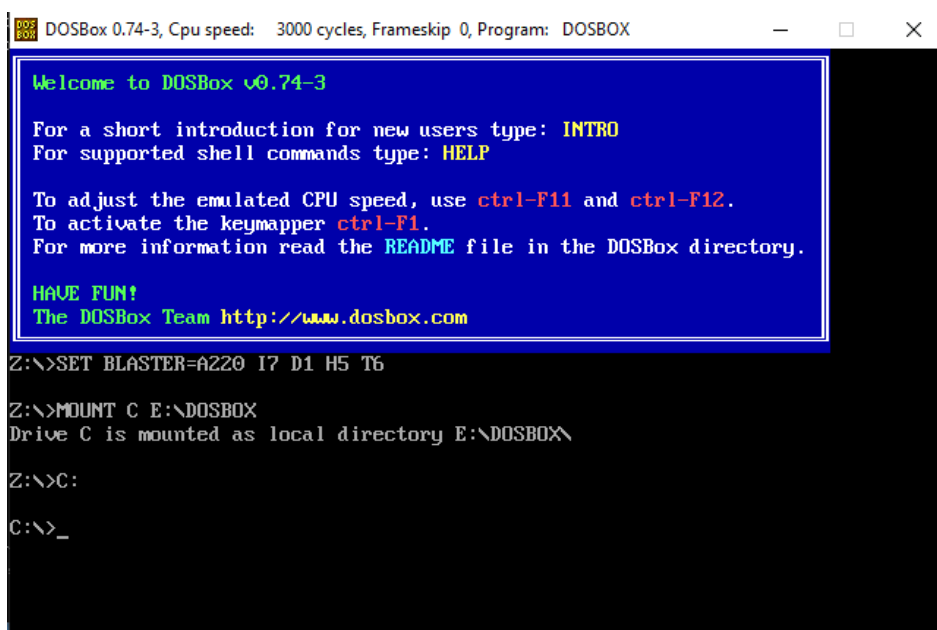 DOS BOX DOSBox 0.74-3, Cpu speed: 3000 cycles, Frameskip 0, Program: DOSBOX
Welcome to DOSBox v0.74-3
For a short introduction for new users type: INTRO
For supported shell commands type: HELP
To adjust the emulated CPU speed, use ctrl-F11 and ctrl-F12.
To activate the keymapper ctrl-F1.
For more information read the README file in the DOSBox directory.
HAVE FUN!
The DOSBox Team http://www.dosbox.com
Z:\>SET BLASTER=A220 I7 D1 H5 T6
Z:\>MOUNT C E:\DOSBOX
Drive C is mounted as local directory E:\DOSBOX\
Z:\>C:
C:\>_